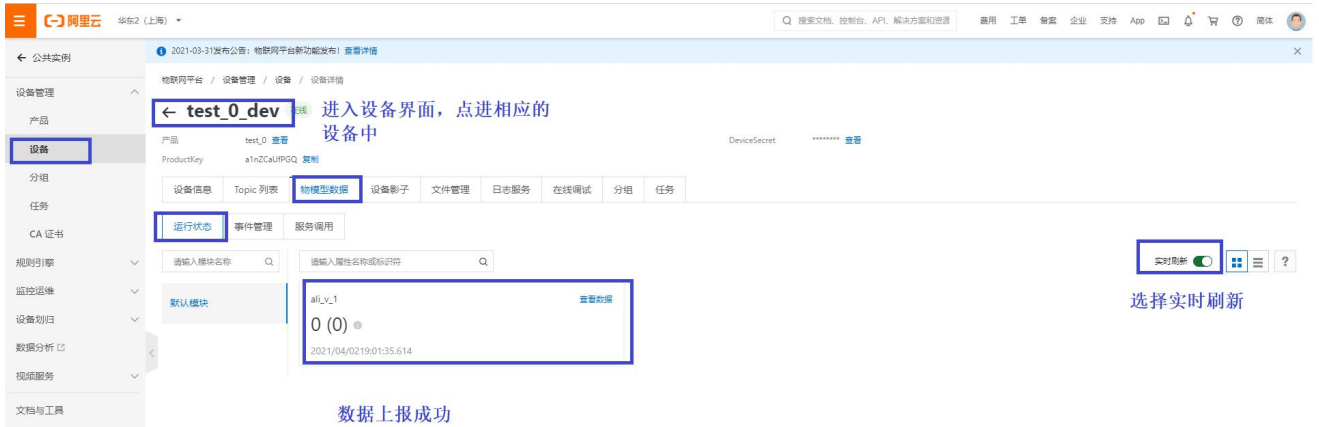 阿里云 华东2 (上海) 搜索文档、控制台、API、解决方案和资源 费用 工单 备案 企业 支持 App 简体
公共实例
2021-03-31发布公告：物联网平台新功能发布！查看详情
物联网平台 / 设备管理 / 设备 / 设备详情
设备管理
产品
设备
分组
任务
CA 证书
规则引擎
监控运维
设备划归
数据分析
视频服务
文档与工具
← test_0_dev 在线
进入设备界面，点进相应的
设备中
产品 test_0 查看
DeviceSecret ******** 查看
ProductKey a1nZCaUfPGQ 复制
设备信息 Topic 列表 物模型数据 设备影子 文件管理 日志服务 在线调试 分组 任务
运行状态 事件管理 服务调用
请输入模块名称 请输入属性名称或标识符 实时刷新 ?
选择实时刷新
默认模块
ali_v_1 查看数据
0 (0)
2021/04/0219:01:35.614
数据上报成功